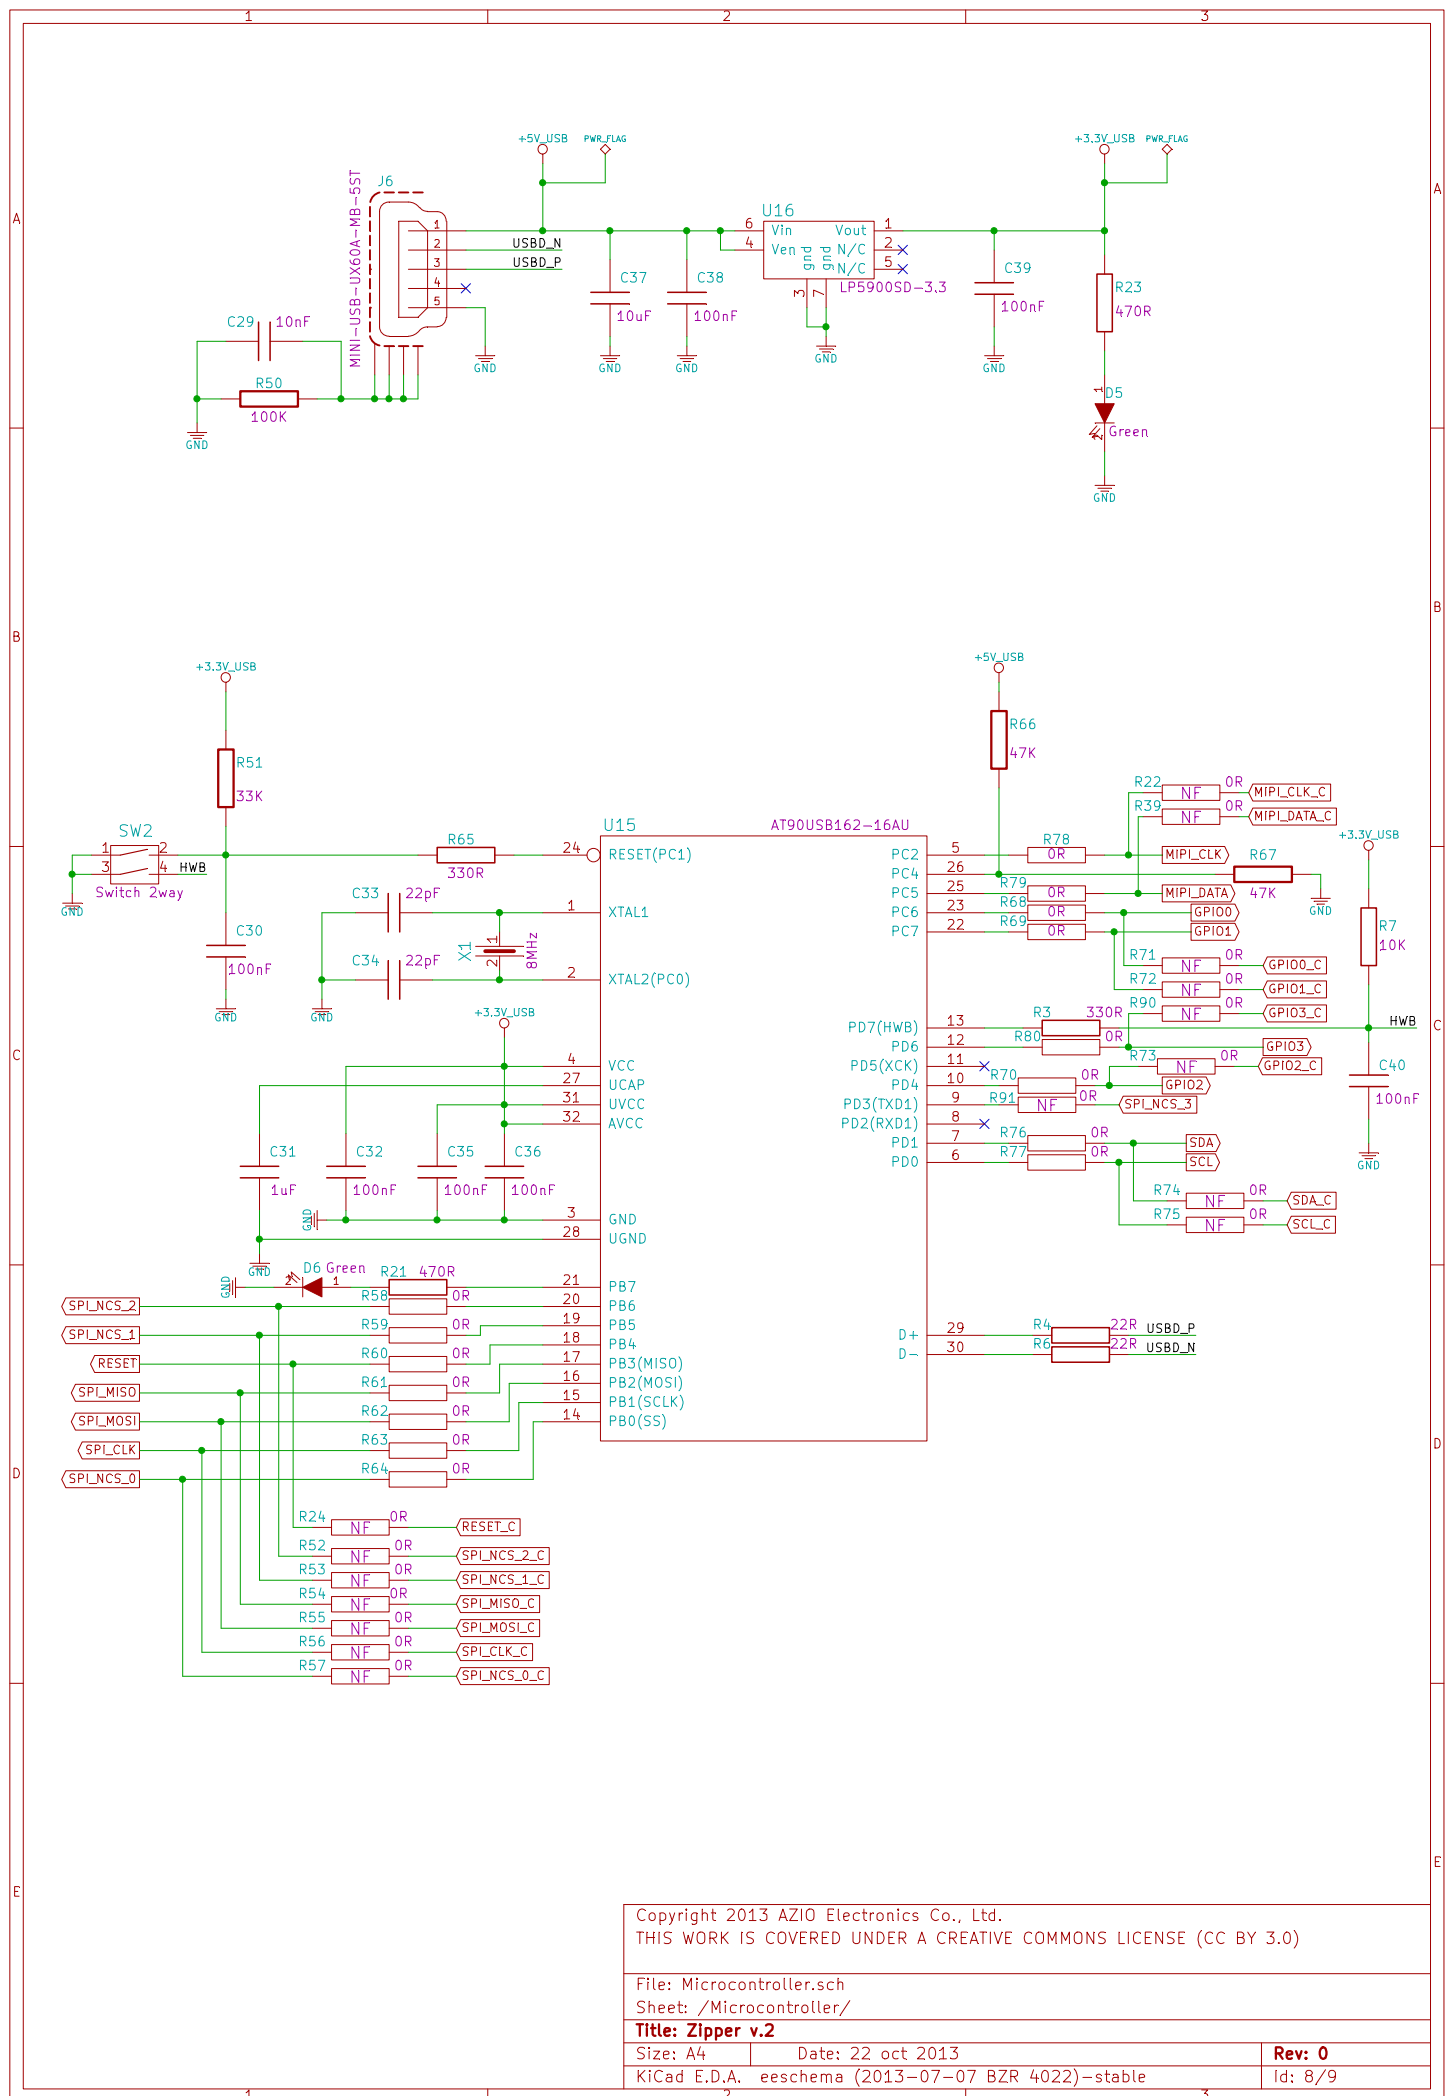 1 2 3
A
A
B
B
C
C
D
D
E
E
+5V_USB PWR_FLAG
+3.3V_USB PWR_FLAG
J6
MINI-USB-UX60A-MB-5ST
1
2 USBD_N
3 USBD_P
4
5
GND
C29 10nF
R50
100K
GND
C37
10uF
GND
C38
100nF
GND
U16
6 Vin Vout 1
4 Ven N/C 2
N/C 5
gnd gnd
3 7
LP5900SD-3.3
GND
C39
100nF
GND
R23
470R
1
D5
2
Green
GND
+3.3V_USB
R51
33K
SW2
1 2
3 4 HWB
Switch 2way
GND
C30
100nF
GND
R65
330R
C33 22pF
C34 22pF
X1
1
2
8MHz
GND
+3.3V_USB
C31
1uF
C32
100nF
C35
100nF
C36
100nF
GND
GND
U15
AT90USB162-16AU
24 RESET(PC1)
1 XTAL1
2 XTAL2(PC0)
4 VCC
27 UCAP
31 UVCC
32 AVCC
3 GND
28 UGND
21 PB7
20 PB6
19 PB5
18 PB4
17 PB3(MISO)
16 PB2(MOSI)
15 PB1(SCLK)
14 PB0(SS)
PC2 5
PC4 26
PC5 25
PC6 23
PC7 22
PD7(HWB) 13
PD6 12
PD5(XCK) 11
PD4 10
PD3(TXD1) 9
PD2(RXD1) 8
PD1 7
PD0 6
D+ 29
D- 30
+5V_USB
R66
47K
R22 NF 0R MIPI_CLK_C
R39 NF 0R MIPI_DATA_C
R78
0R MIPI_CLK
R67
47K
GND
R79
0R MIPI_DATA
R68
0R GPIO0
R69
0R GPIO1
R71 NF 0R GPIO0_C
R72 NF 0R GPIO1_C
R90 NF 0R GPIO3_C
+3.3V_USB
R7
10K
HWB
C40
100nF
GND
R3 330R
R80 0R GPIO3
R73 NF 0R GPIO2_C
R70 0R GPIO2
R91 NF 0R SPI_NCS_3
R76 0R SDA
R77 0R SCL
R74 NF 0R SDA_C
R75 NF 0R SCL_C
R4 22R USBD_P
R6 22R USBD_N
GND
2 D6 Green 1
R21 470R
SPI_NCS_2 R58 0R
SPI_NCS_1 R59 0R
RESET R60 0R
SPI_MISO R61 0R
SPI_MOSI R62 0R
SPI_CLK R63 0R
SPI_NCS_0 R64 0R
R24 NF 0R RESET_C
R52 NF 0R SPI_NCS_2_C
R53 NF 0R SPI_NCS_1_C
R54 NF 0R SPI_MISO_C
R55 NF 0R SPI_MOSI_C
R56 NF 0R SPI_CLK_C
R57 NF 0R SPI_NCS_0_C
Copyright 2013 AZIO Electronics Co., Ltd.
THIS WORK IS COVERED UNDER A CREATIVE COMMONS LICENSE (CC BY 3.0)
File: Microcontroller.sch
Sheet: /Microcontroller/
Title: Zipper v.2
Size: A4 Date: 22 oct 2013 Rev: 0
KiCad E.D.A. eeschema (2013-07-07 BZR 4022)-stable Id: 8/9
1 2 3